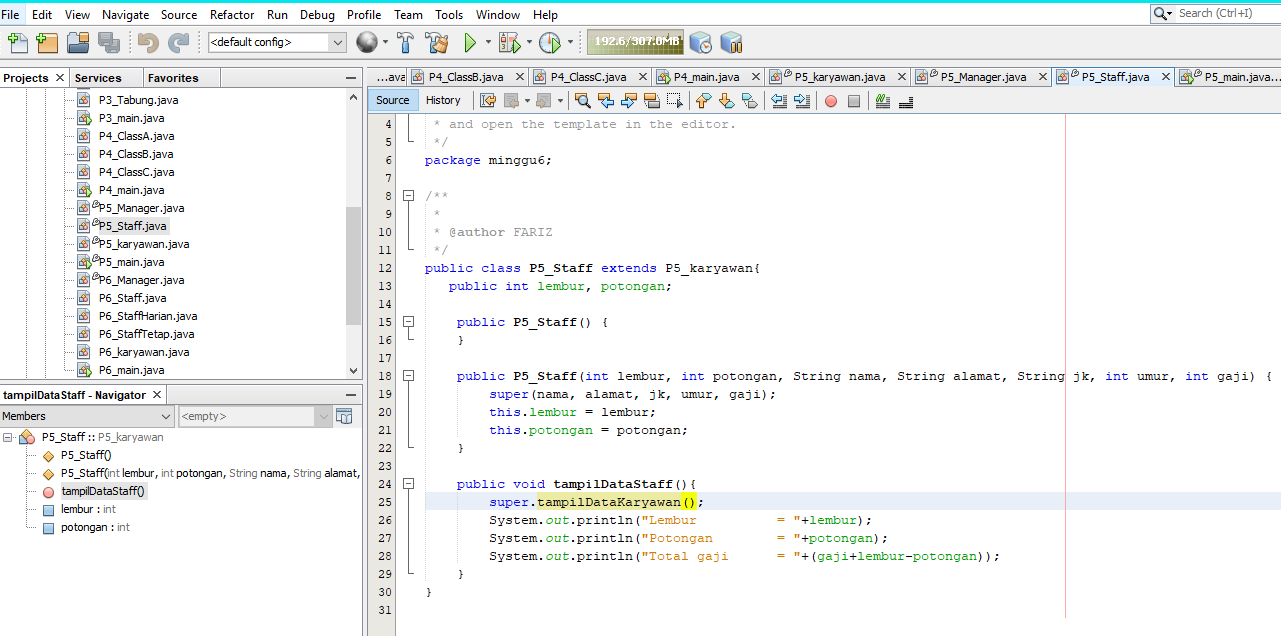 File Edit View Navigate Source Refactor Run Debug Profile Team Tools Window Help
Search (Ctrl+I)
<default config>
192.6/307.0MB
Projects Services Favorites
P3_Tabung.java
P3_main.java
P4_ClassA.java
P4_ClassB.java
P4_ClassC.java
P4_main.java
P5_Manager.java
P5_Staff.java
P5_karyawan.java
P5_main.java
P6_Manager.java
P6_Staff.java
P6_StaffHarian.java
P6_StaffTetap.java
P6_karyawan.java
P6_main.java
tampilDataStaff - Navigator
Members <empty>
P5_Staff :: P5_karyawan
P5_Staff()
P5_Staff(int lembur, int potongan, String nama, String alamat,
tampilDataStaff()
lembur : int
potongan : int
...ava P4_ClassB.java P4_ClassC.java P4_main.java P5_karyawan.java P5_Manager.java P5_Staff.java P5_main.java...
Source History
4 * and open the template in the editor.
5 */
6 package minggu6;
7
8 /**
9 *
10 * @author FARIZ
11 */
12 public class P5_Staff extends P5_karyawan{
13 public int lembur, potongan;
14
15 public P5_Staff() {
16 }
17
18 public P5_Staff(int lembur, int potongan, String nama, String alamat, String jk, int umur, int gaji) {
19 super(nama, alamat, jk, umur, gaji);
20 this.lembur = lembur;
21 this.potongan = potongan;
22 }
23
24 public void tampilDataStaff(){
25 super.tampilDataKaryawan();
26 System.out.println("Lembur = "+lembur);
27 System.out.println("Potongan = "+potongan);
28 System.out.println("Total gaji = "+(gaji+lembur-potongan));
29 }
30 }
31